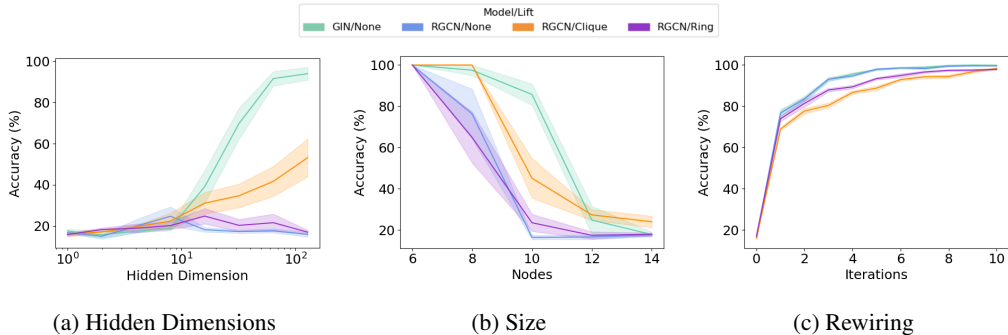 Model/Lift
GIN/None RGCN/None RGCN/Clique RGCN/Ring
Accuracy (%)
100
80
60
40
20
10⁰ 10¹ 10²
Hidden Dimension
(a) Hidden Dimensions
Accuracy (%)
100
80
60
40
20
6 8 10 12 14
Nodes
(b) Size
Accuracy (%)
100
80
60
40
20
0 2 4 6 8 10
Iterations
(c) Rewiring